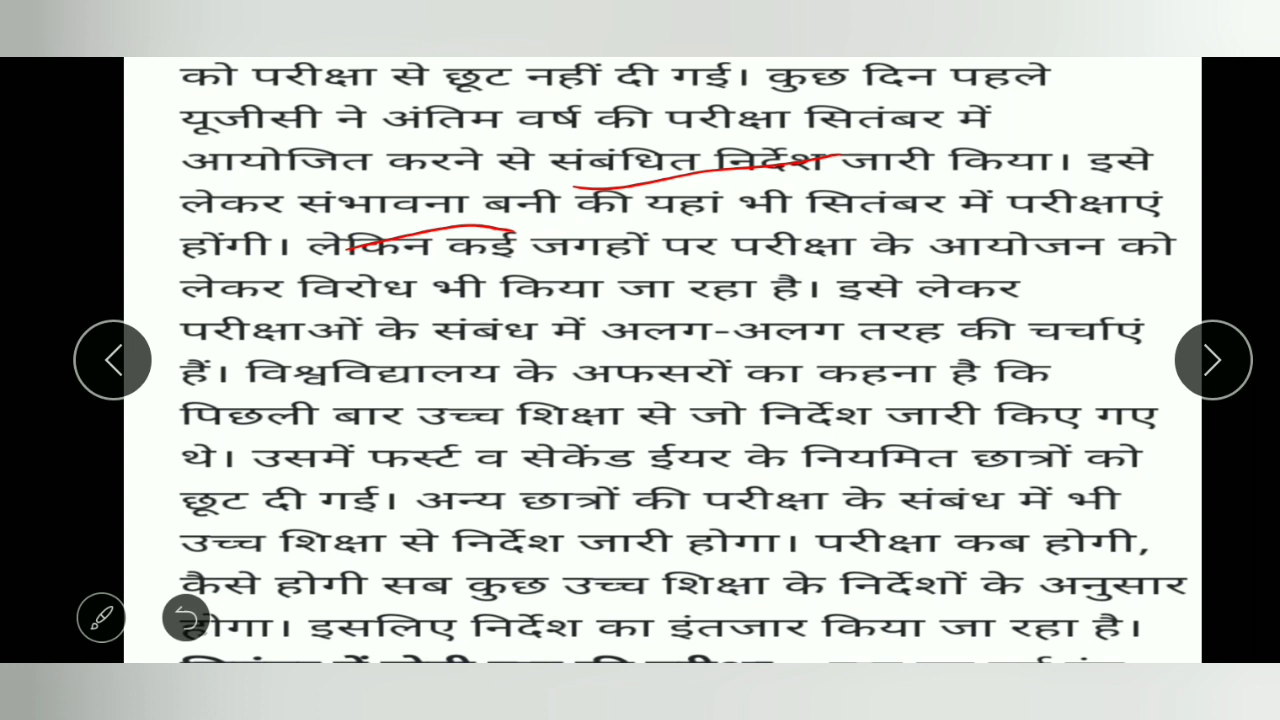 को परीक्षा से छूट नहीं दी गई। कुछ दिन पहले
यूजीसी ने अंतिम वर्ष की परीक्षा सितंबर में
आयोजित करने से संबंधित निर्देश जारी किया। इसे
लेकर संभावना बनी की यहां भी सितंबर में परीक्षाएं
होंगी। लेकिन कई जगहों पर परीक्षा के आयोजन को
लेकर विरोध भी किया जा रहा है। इसे लेकर
परीक्षाओं के संबंध में अलग-अलग तरह की चर्चाएं
हैं। विश्वविद्यालय के अफसरों का कहना है कि
पिछली बार उच्च शिक्षा से जो निर्देश जारी किए गए
थे। उसमें फर्स्ट व सेकेंड ईयर के नियमित छात्रों को
छूट दी गई। अन्य छात्रों की परीक्षा के संबंध में भी
उच्च शिक्षा से निर्देश जारी होगा। परीक्षा कब होगी,
कैसे होगी सब कुछ उच्च शिक्षा के निर्देशों के अनुसार
होगा। इसलिए निर्देश का इंतजार किया जा रहा है।